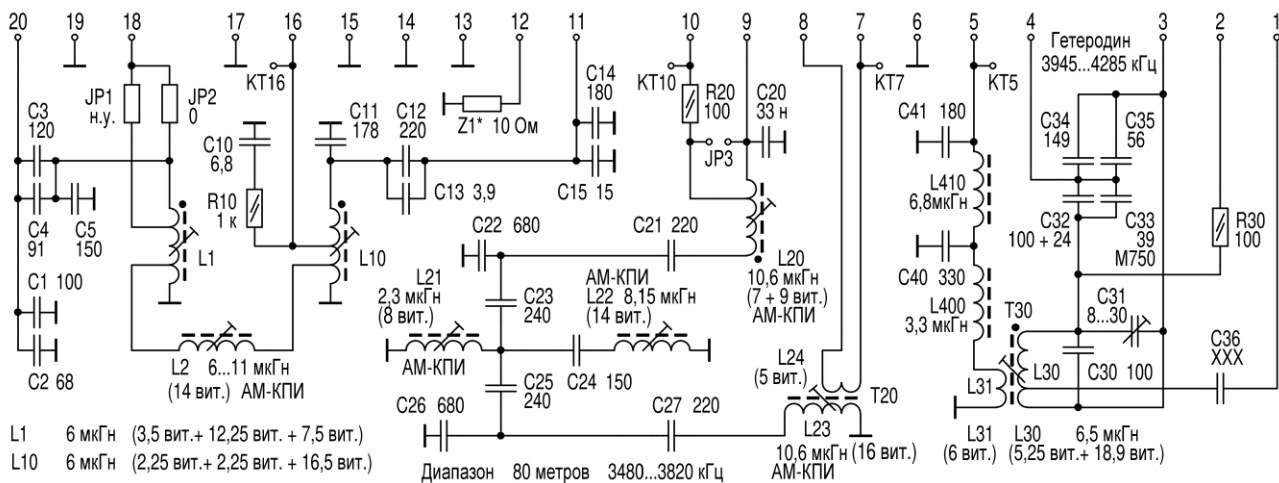 20 19 18 17 16 15 14 13 12 11 10 9 8 7 6 5 4 3 2 1
Гетеродин
3945...4285 кГц
КТ16
КТ10
КТ7
КТ5
JP1
н.у.
JP2
0
C3
120
C4
91
C5
150
C1 100
C2 68
L1
L2 6...11 мкГн
(14 вит.) АМ-КПИ
C10
6,8
R10
1 к
C11
178
L10
C12
220
C13 3,9
Z1* 10 Ом
C14
180
C15 15
R20
100
C20
33 н
JP3
C22 680
C21 220
L20
10,6 мкГн
(7 + 9 вит.)
АМ-КПИ
L21
2,3 мкГн
(8 вит.)
АМ-КПИ
C23
240
АМ-КПИ
L22 8,15 мкГн
(14 вит.)
C24 150
C25
240
C26 680
C27 220
L24
(5 вит.)
T20
L23
10,6 мкГн (16 вит.)
АМ-КПИ
C41 180
L410
6,8мкГн
C40 330
L400
3,3 мкГн
C34
149
C35
56
C32
100 + 24
C33
39
М750
R30
100
C31
8...30
T30
L31
L30
C30 100
C36
XXX
L31
(6 вит.)
L30 6,5 мкГн
(5,25 вит. + 18,9 вит.)
L1 6 мкГн (3,5 вит.+ 12,25 вит. + 7,5 вит.)
L10 6 мкГн (2,25 вит.+ 2,25 вит. + 16,5 вит.)
Диапазон 80 метров 3480...3820 кГц